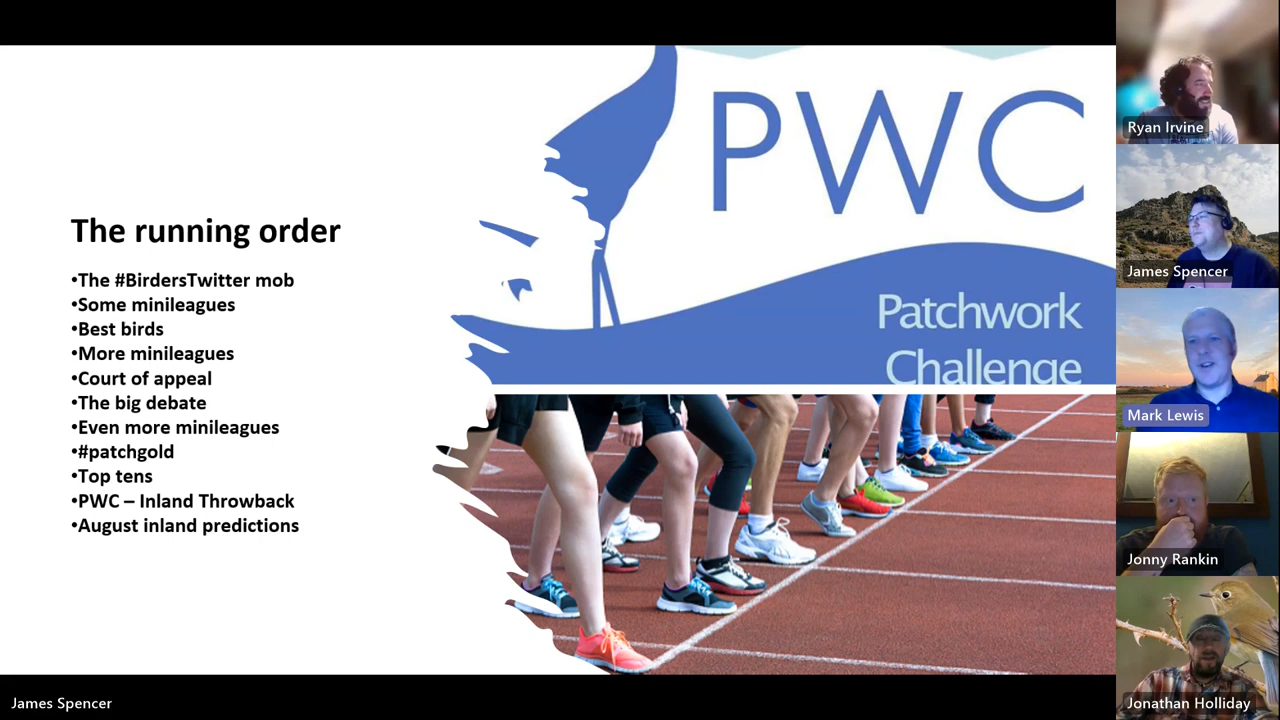 The running order
•The #BirdersTwitter mob
•Some minileagues
•Best birds
•More minileagues
•Court of appeal
•The big debate
•Even more minileagues
•#patchgold
•Top tens
•PWC – Inland Throwback
•August inland predictions
PWC
Patchwork
Challenge
Ryan Irvine
James Spencer
Mark Lewis
Jonny Rankin
Jonathan Holliday
James Spencer